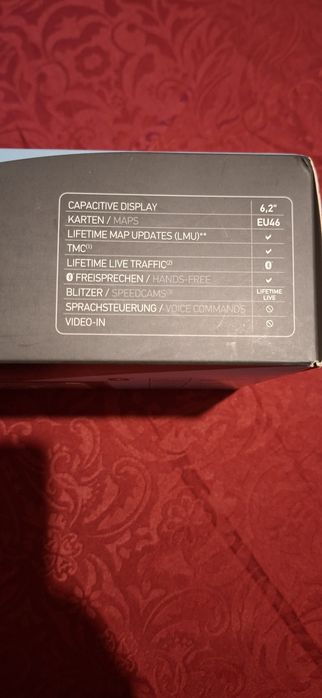 CAPACITIVE DISPLAY 6,2"
KARTEN / MAPS EU46
LIFETIME MAP UPDATES (LMU)** ✓
TMC(1) ✓
LIFETIME LIVE TRAFFIC(2)
FREISPRECHEN / HANDS-FREE ✓
BLITZER / SPEEDCAMS(3) LIFETIME LIVE
SPRACHSTEUERUNG / VOICE COMMANDS
VIDEO-IN